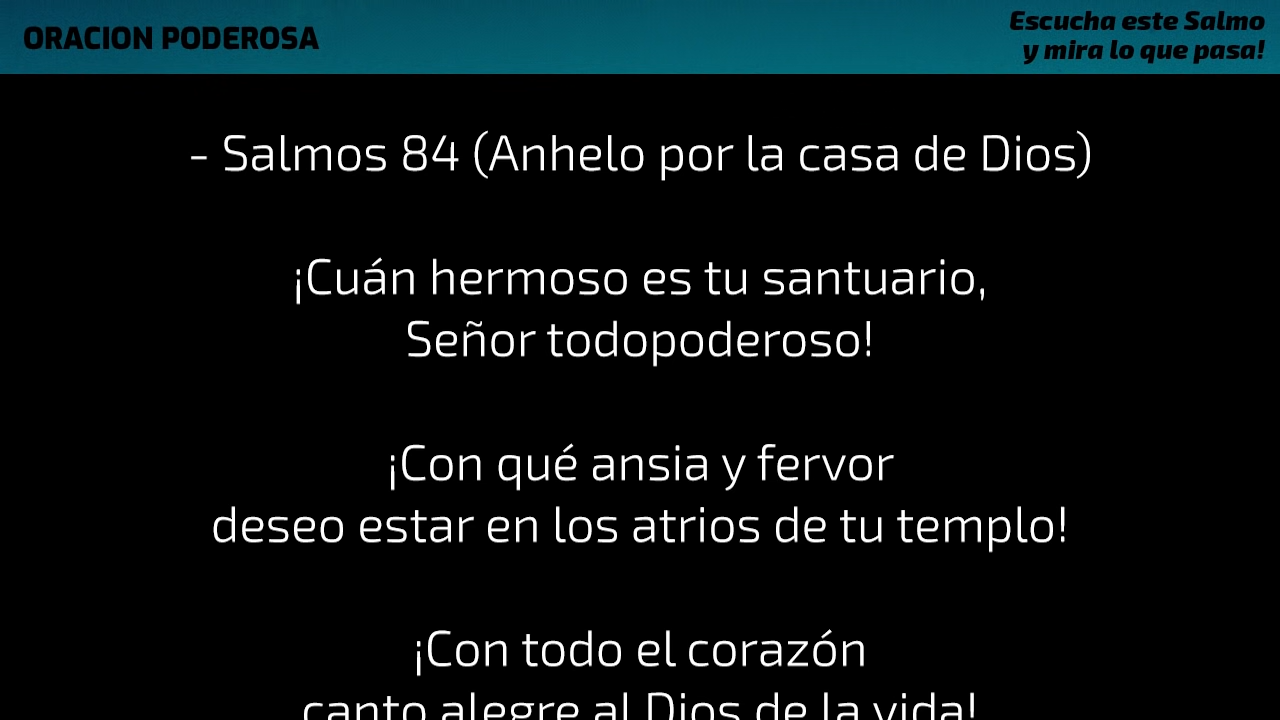 ORACION PODEROSA
Escucha este Salmo
y mira lo que pasa!
- Salmos 84 (Anhelo por la casa de Dios)
¡Cuán hermoso es tu santuario,
Señor todopoderoso!
¡Con qué ansia y fervor
deseo estar en los atrios de tu templo!
¡Con todo el corazón
canto alegre al Dios de la vida!